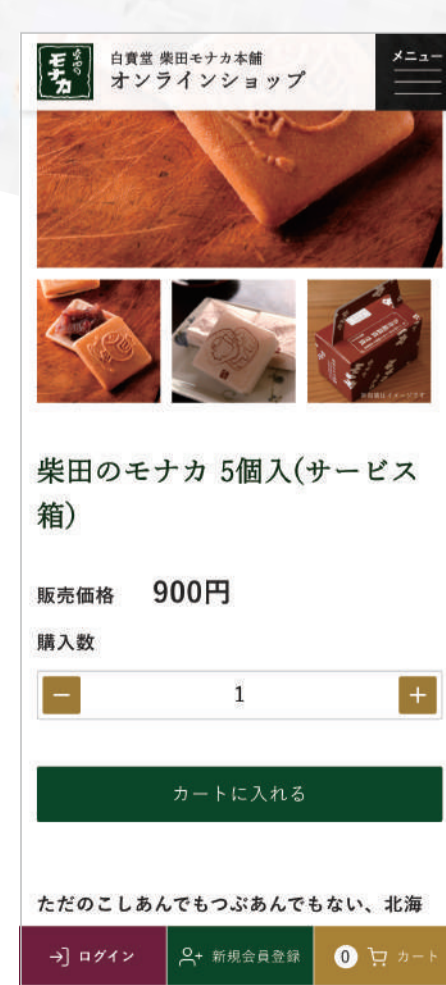 柴田の
モナカ
白賁堂 柴田モナカ本舗
オンラインショップ
メニュー
柴田のモナカ 5個入(サービス
箱)
販売価格 900円
購入数
− 1 +
カートに入れる
ただのこしあんでもつぶあんでもない、北海
ログイン
新規会員登録
0 カート